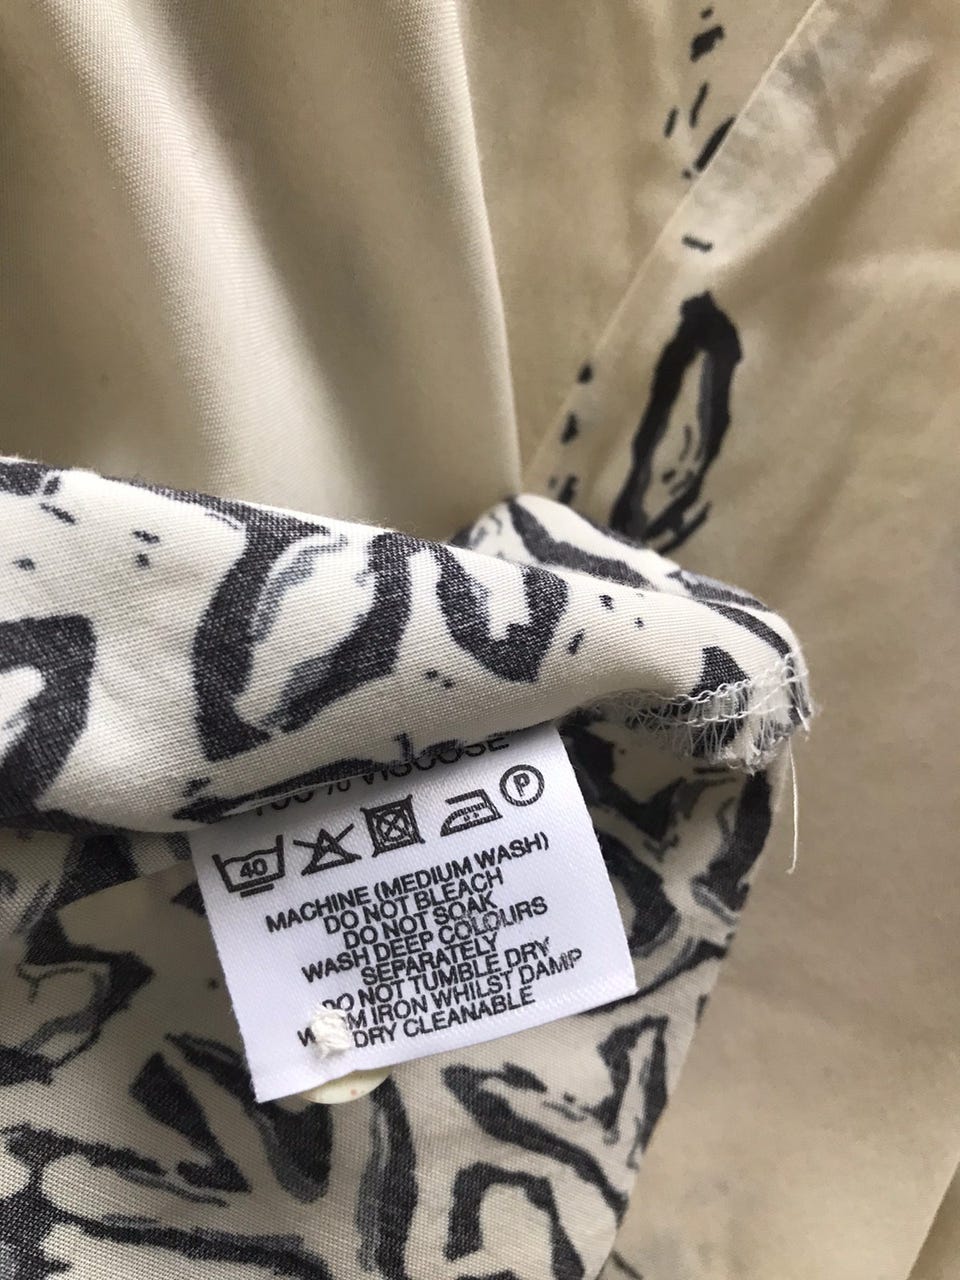 VISCOSE
40 P
MACHINE (MEDIUM WASH)
DO NOT BLEACH
DO NOT SOAK
WASH DEEP COLOURS
SEPARATELY
DO NOT TUMBLE DRY
IRON WHILST DAMP
DRY CLEANABLE